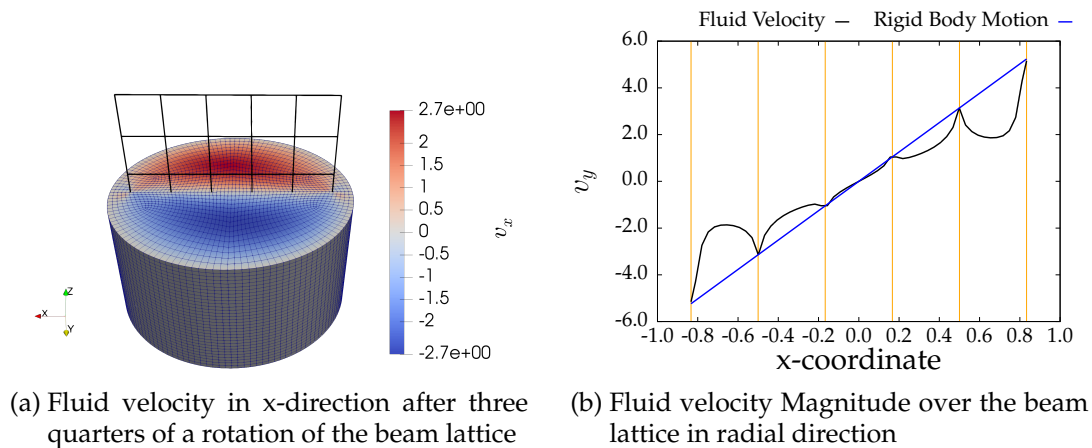 Fluid Velocity
Rigid Body Motion
6.0
4.0
2.0
0.0
-2.0
-4.0
-6.0
v_y
-1.0 -0.8 -0.6 -0.4 -0.2 0.0 0.2 0.4 0.6 0.8 1.0
x-coordinate
2.7e+00
2
1.5
1
0.5
0
-0.5
-1
-1.5
-2
-2.7e+00
v_x
Z
X
Y
(a) Fluid velocity in x-direction after three
quarters of a rotation of the beam lattice
(b) Fluid velocity Magnitude over the beam
lattice in radial direction